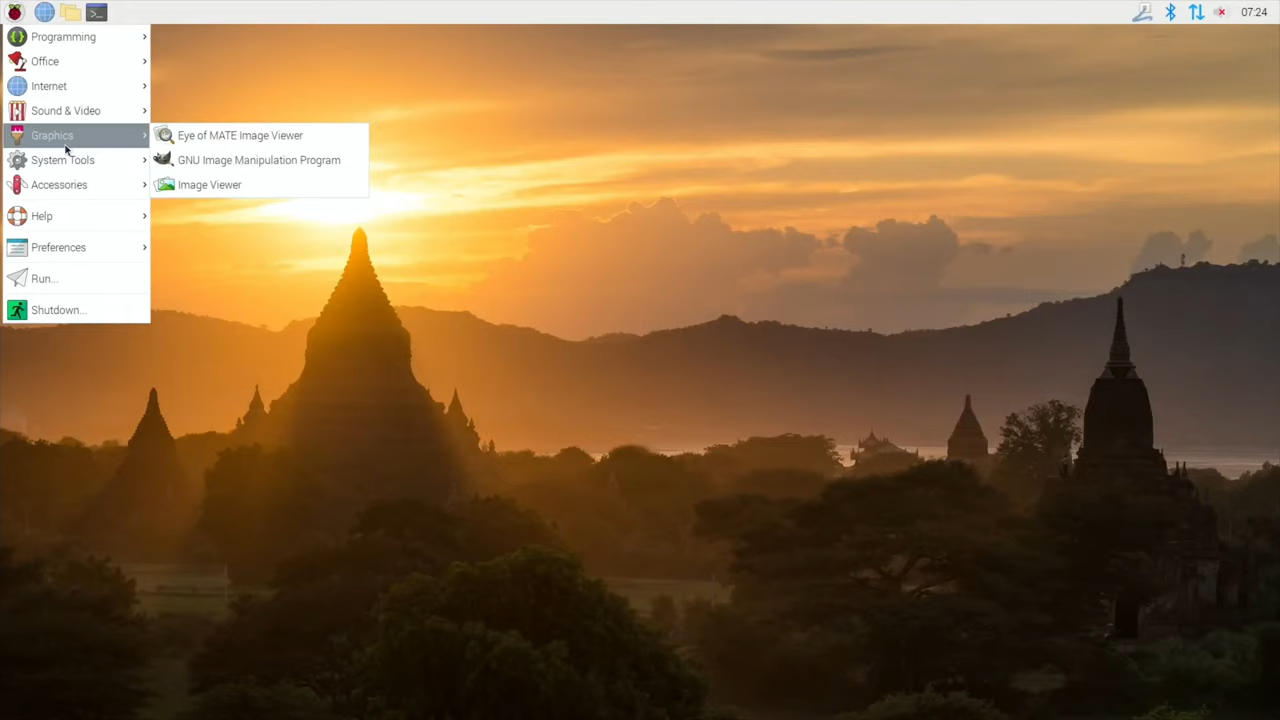 07:24
Programming
Office
Internet
Sound & Video
Graphics
System Tools
Accessories
Help
Preferences
Run...
Shutdown...
Eye of MATE Image Viewer
GNU Image Manipulation Program
Image Viewer